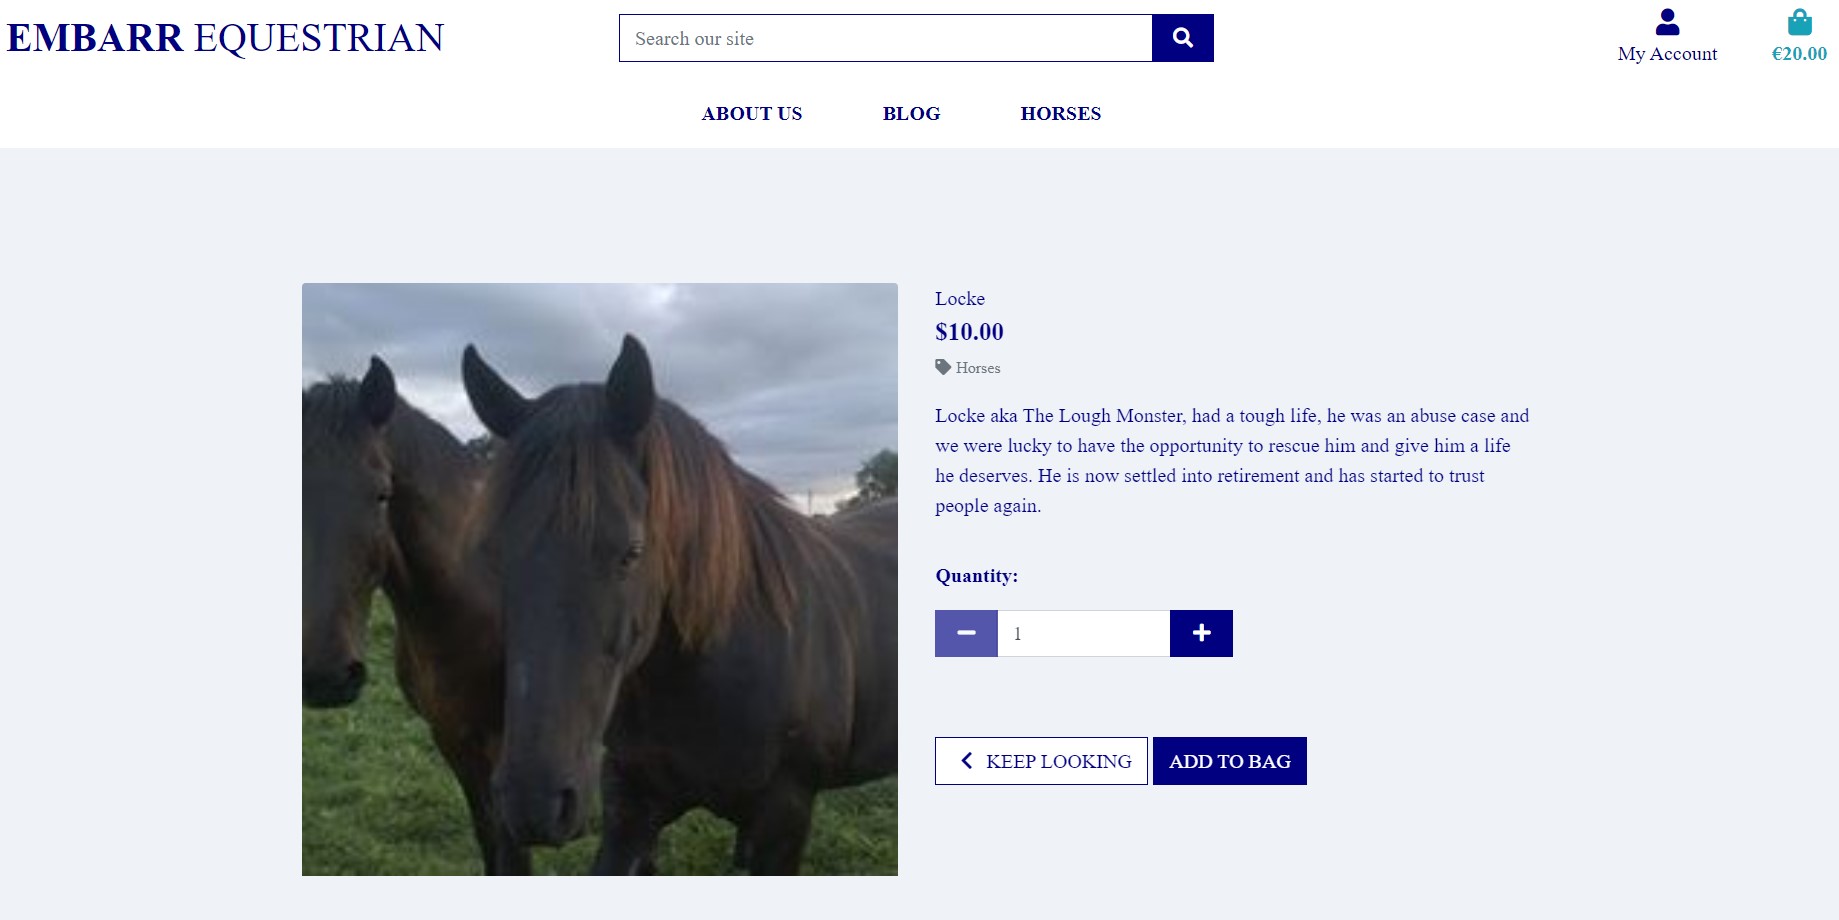 EMBARR EQUESTRIAN
Search our site
My Account
€20.00
ABOUT US
BLOG
HORSES
Locke
$10.00
Horses
Locke aka The Lough Monster, had a tough life, he was an abuse case and
we were lucky to have the opportunity to rescue him and give him a life
he deserves. He is now settled into retirement and has started to trust
people again.
Quantity:
1
KEEP LOOKING
ADD TO BAG